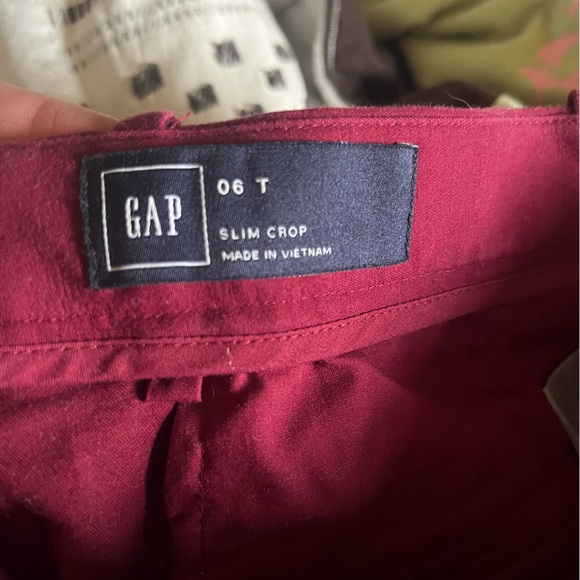 GAP
06 T
SLIM CROP
MADE IN VIETNAM